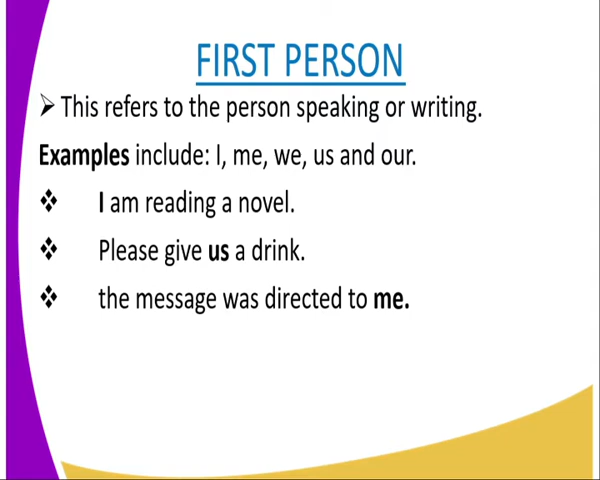 FIRST PERSON
➢ This refers to the person speaking or writing.
Examples include: I, me, we, us and our.
❖ I am reading a novel.
❖ Please give us a drink.
❖ the message was directed to me.